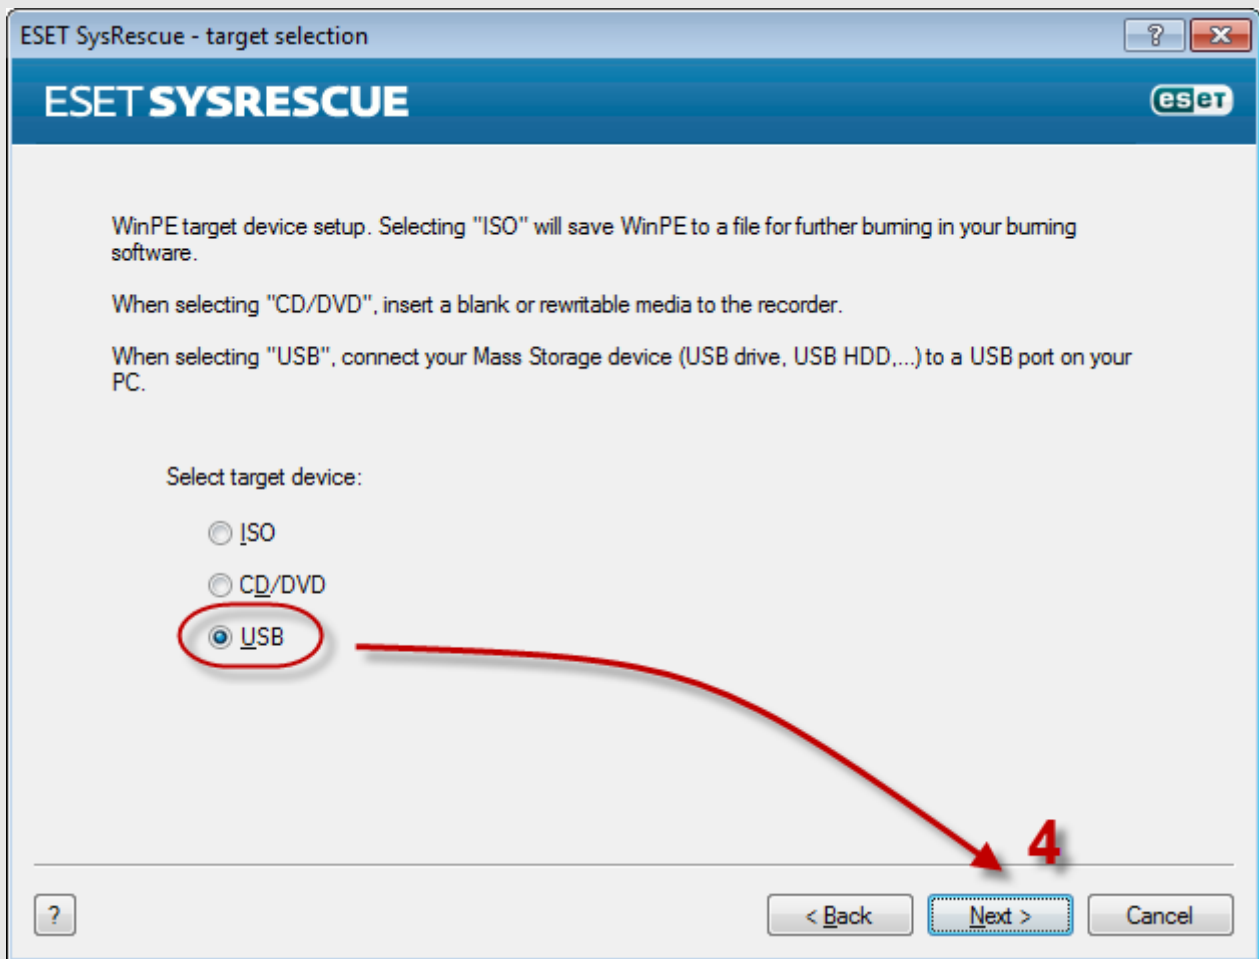 ESET SysRescue - target selection
?
ESET SYSRESCUE
eseT
WinPE target device setup. Selecting "ISO" will save WinPE to a file for further burning in your burning
software.
When selecting "CD/DVD", insert a blank or rewritable media to the recorder.
When selecting "USB", connect your Mass Storage device (USB drive, USB HDD,...) to a USB port on your
PC.
Select target device:
ISO
CD/DVD
USB
4
?
< Back
Next >
Cancel